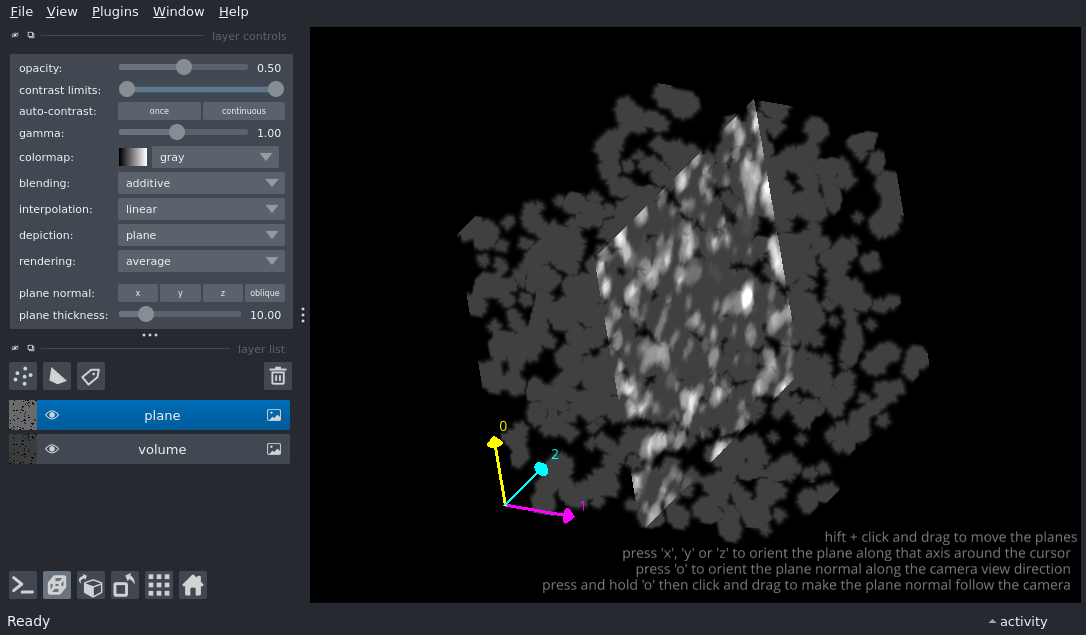 File View Plugins Window Help
layer controls
opacity: 0.50
contrast limits:
auto-contrast: once continuous
gamma: 1.00
colormap: gray
blending: additive
interpolation: linear
depiction: plane
rendering: average
plane normal: x y z oblique
plane thickness: 10.00
layer list
plane
volume
0
2
1
hift + click and drag to move the planes
press 'x', 'y' or 'z' to orient the plane along that axis around the cursor
press 'o' to orient the plane normal along the camera view direction
press and hold 'o' then click and drag to make the plane normal follow the camera
Ready activity